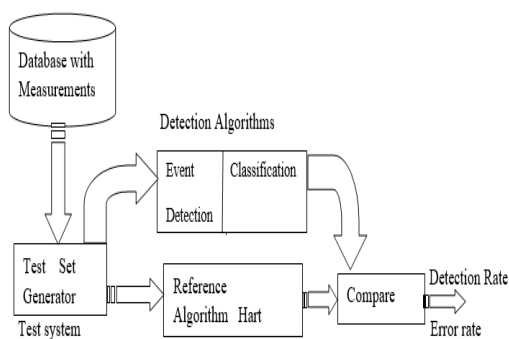 Database with
Measurements
Detection Algorithms
Event
Detection
Classification
Test Set
Generator
Test system
Reference
Algorithm Hart
Compare
Detection Rate
Error rate